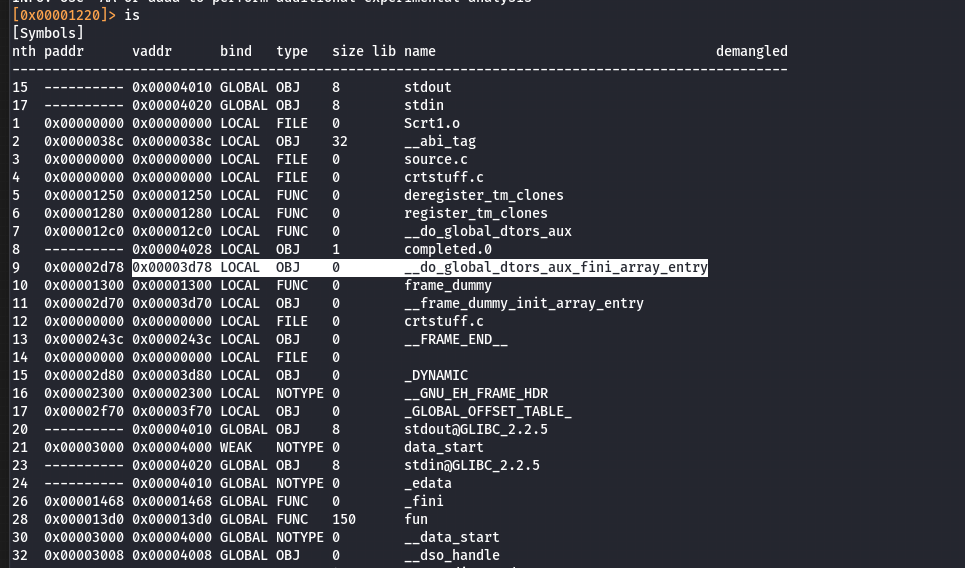 [0x00001220]> is
[Symbols]
nth paddr      vaddr      bind   type   size lib name                                   demangled
-------------------------------------------------------------------------------------------------
15  ---------- 0x00004010 GLOBAL OBJ    8        stdout
17  ---------- 0x00004020 GLOBAL OBJ    8        stdin
1   0x00000000 0x00000000 LOCAL  FILE   0        Scrt1.o
2   0x0000038c 0x0000038c LOCAL  OBJ    32       __abi_tag
3   0x00000000 0x00000000 LOCAL  FILE   0        source.c
4   0x00000000 0x00000000 LOCAL  FILE   0        crtstuff.c
5   0x00001250 0x00001250 LOCAL  FUNC   0        deregister_tm_clones
6   0x00001280 0x00001280 LOCAL  FUNC   0        register_tm_clones
7   0x000012c0 0x000012c0 LOCAL  FUNC   0        __do_global_dtors_aux
8   ---------- 0x00004028 LOCAL  OBJ    1        completed.0
9   0x00002d78 0x00003d78 LOCAL  OBJ    0        __do_global_dtors_aux_fini_array_entry
10  0x00001300 0x00001300 LOCAL  FUNC   0        frame_dummy
11  0x00002d70 0x00003d70 LOCAL  OBJ    0        __frame_dummy_init_array_entry
12  0x00000000 0x00000000 LOCAL  FILE   0        crtstuff.c
13  0x0000243c 0x0000243c LOCAL  OBJ    0        __FRAME_END__
14  0x00000000 0x00000000 LOCAL  FILE   0
15  0x00002d80 0x00003d80 LOCAL  OBJ    0        _DYNAMIC
16  0x00002300 0x00002300 LOCAL  NOTYPE 0        __GNU_EH_FRAME_HDR
17  0x00002f70 0x00003f70 LOCAL  OBJ    0        _GLOBAL_OFFSET_TABLE_
20  ---------- 0x00004010 GLOBAL OBJ    8        stdout@GLIBC_2.2.5
21  0x00003000 0x00004000 WEAK   NOTYPE 0        data_start
23  ---------- 0x00004020 GLOBAL OBJ    8        stdin@GLIBC_2.2.5
24  ---------- 0x00004010 GLOBAL NOTYPE 0        _edata
26  0x00001468 0x00001468 GLOBAL FUNC   0        _fini
28  0x000013d0 0x000013d0 GLOBAL FUNC   150      fun
30  0x00003000 0x00004000 GLOBAL NOTYPE 0        __data_start
32  0x00003008 0x00004008 GLOBAL OBJ    0        __dso_handle